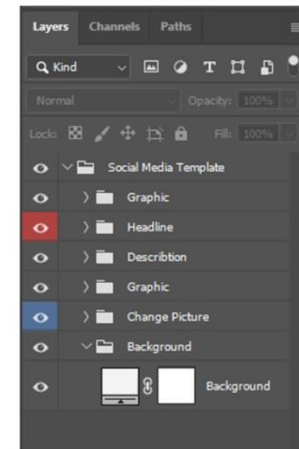 Layers Channels Paths
Kind
Normal Opacity: 100%
Lock: Fill: 100%
Social Media Template
Graphic
Headline
Describtion
Graphic
Change Picture
Background
Background